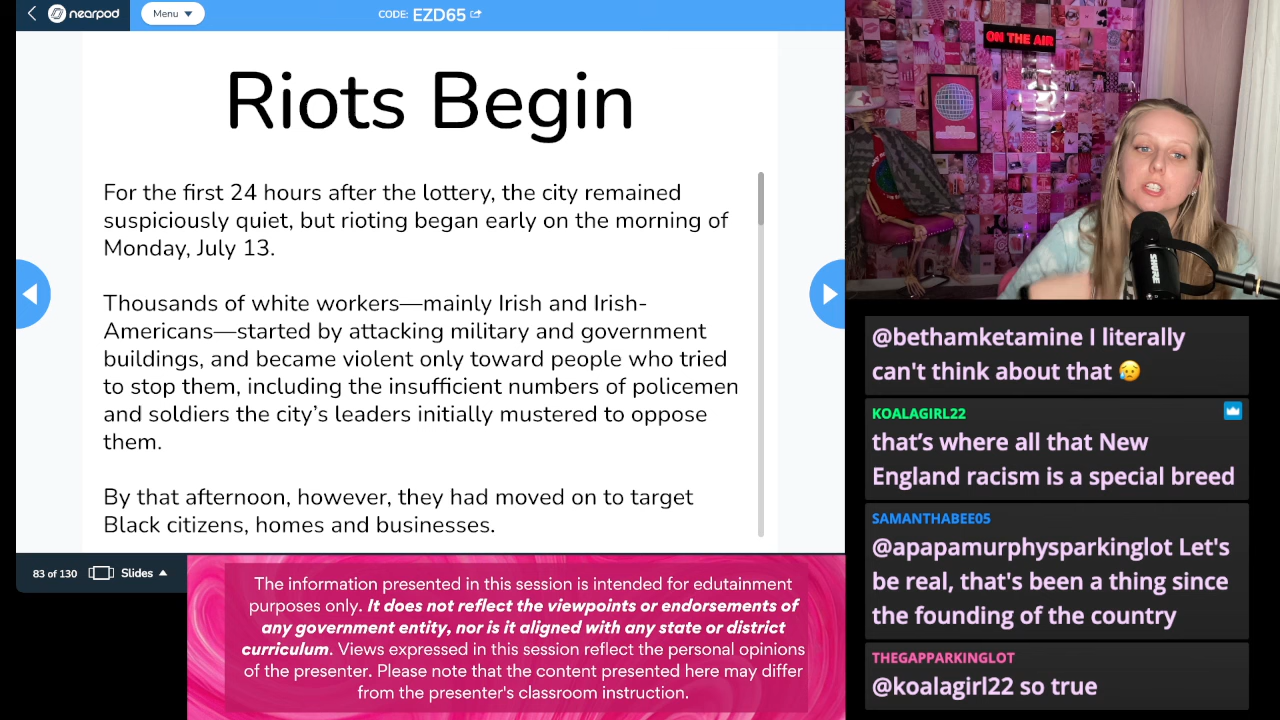 nearpod
Menu
CODE: EZD65
Riots Begin
For the first 24 hours after the lottery, the city remained
suspiciously quiet, but rioting began early on the morning of
Monday, July 13.
Thousands of white workers—mainly Irish and Irish-
Americans—started by attacking military and government
buildings, and became violent only toward people who tried
to stop them, including the insufficient numbers of policemen
and soldiers the city’s leaders initially mustered to oppose
them.
By that afternoon, however, they had moved on to target
Black citizens, homes and businesses.
83 of 130
Slides
The information presented in this session is intended for edutainment
purposes only. It does not reflect the viewpoints or endorsements of
any government entity, nor is it aligned with any state or district
curriculum. Views expressed in this session reflect the personal opinions
of the presenter. Please note that the content presented here may differ
from the presenter's classroom instruction.
ON THE AIR
SHURE
@bethamketamine I literally
can't think about that 😥
KOALAGIRL22
that’s where all that New
England racism is a special breed
SAMANTHABEE05
@apapamurphysparkinglot Let's
be real, that's been a thing since
the founding of the country
THEGAPPARKINGLOT
@koalagirl22 so true